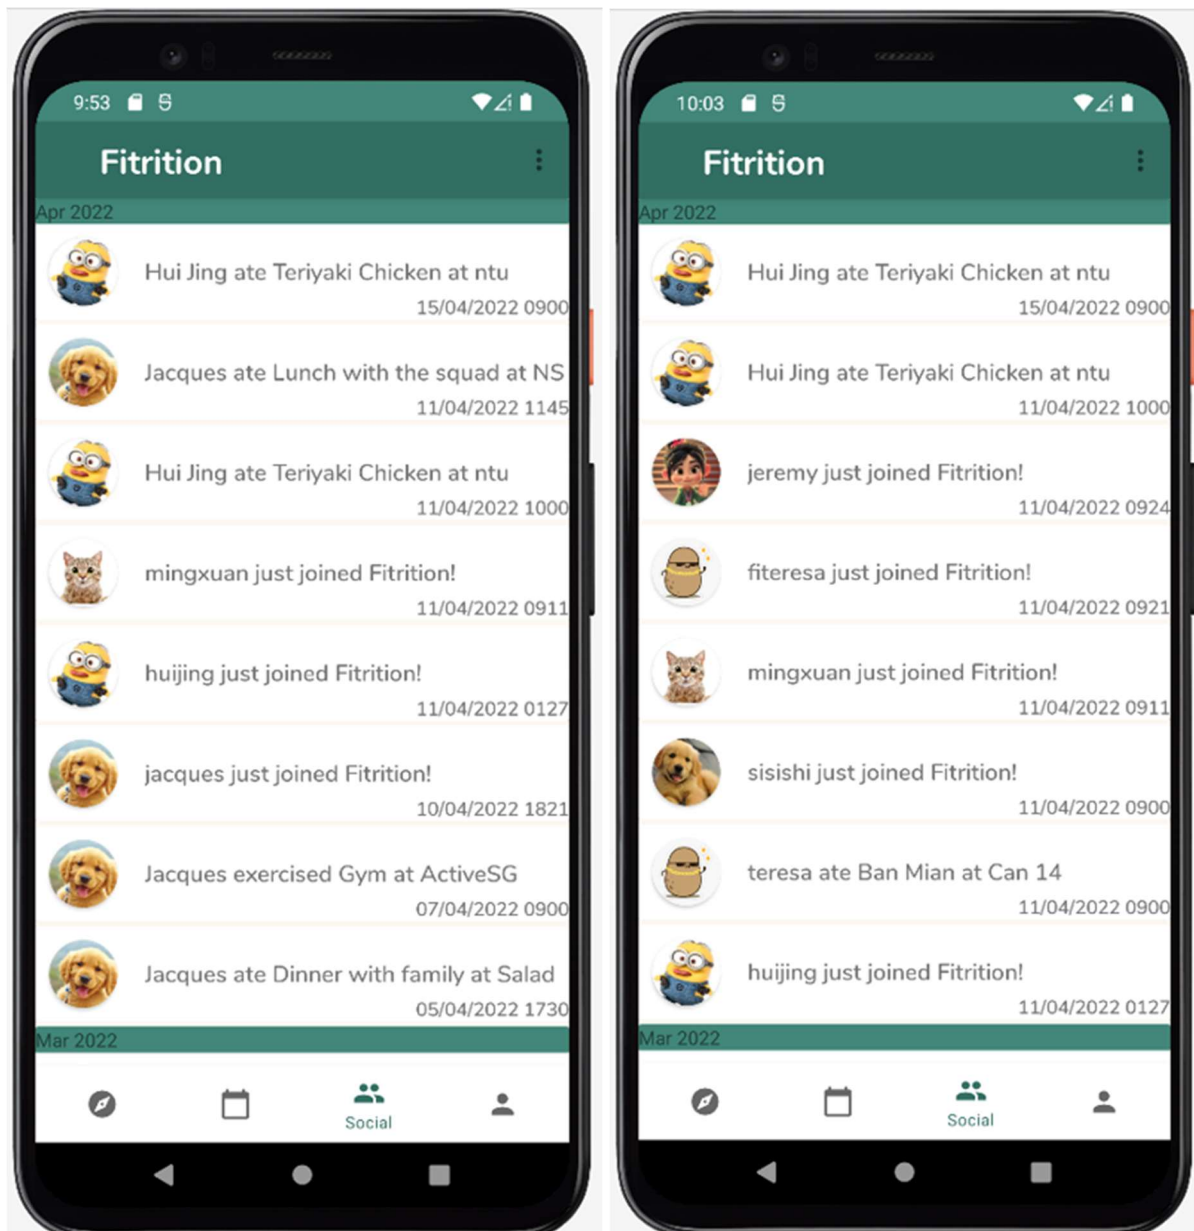 9:53
Fitrition
Apr 2022
Hui Jing ate Teriyaki Chicken at ntu
15/04/2022 0900
Jacques ate Lunch with the squad at NS
11/04/2022 1145
Hui Jing ate Teriyaki Chicken at ntu
11/04/2022 1000
mingxuan just joined Fitrition!
11/04/2022 0911
huijing just joined Fitrition!
11/04/2022 0127
jacques just joined Fitrition!
10/04/2022 1821
Jacques exercised Gym at ActiveSG
07/04/2022 0900
Jacques ate Dinner with family at Salad
05/04/2022 1730
Mar 2022
Social
10:03
Fitrition
Apr 2022
Hui Jing ate Teriyaki Chicken at ntu
15/04/2022 0900
Hui Jing ate Teriyaki Chicken at ntu
11/04/2022 1000
jeremy just joined Fitrition!
11/04/2022 0924
fiteresa just joined Fitrition!
11/04/2022 0921
mingxuan just joined Fitrition!
11/04/2022 0911
sisishi just joined Fitrition!
11/04/2022 0900
teresa ate Ban Mian at Can 14
11/04/2022 0900
huijing just joined Fitrition!
11/04/2022 0127
Mar 2022
Social